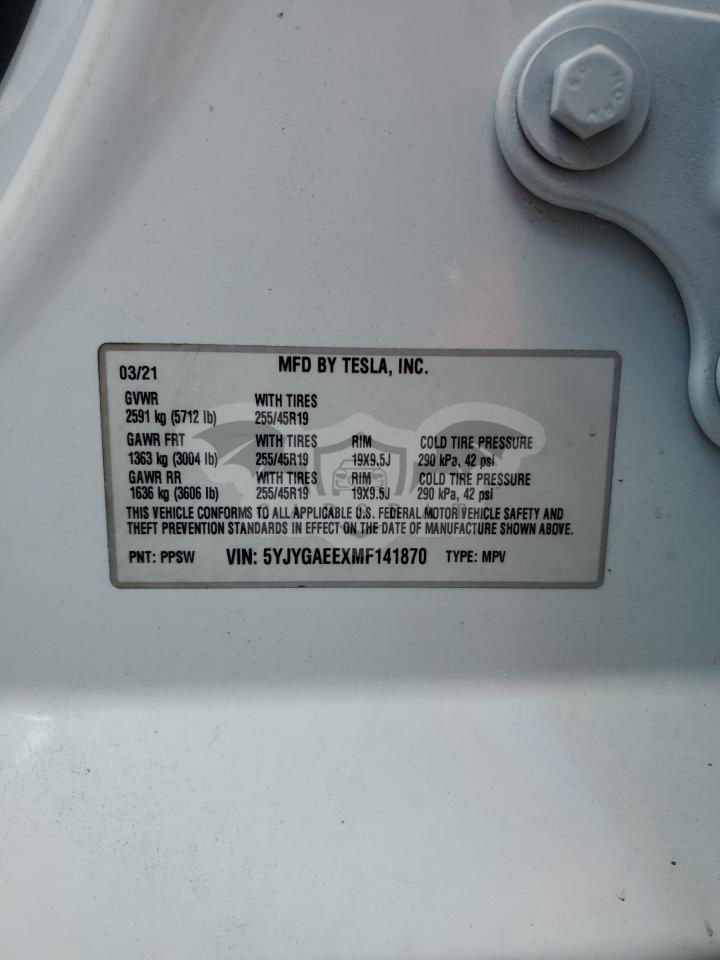 MFD BY TESLA, INC.
03/21
GVWR WITH TIRES
2591 kg (5712 lb) 255/45R19
GAWR FRT WITH TIRES RIM COLD TIRE PRESSURE
1363 kg (3004 lb) 255/45R19 19X9.5J 290 kPa, 42 psi
GAWR RR WITH TIRES RIM COLD TIRE PRESSURE
1636 kg (3606 lb) 255/45R19 19X9.5J 290 kPa, 42 psi
THIS VEHICLE CONFORMS TO ALL APPLICABLE U.S. FEDERAL MOTOR VEHICLE SAFETY AND
THEFT PREVENTION STANDARDS IN EFFECT ON THE DATE OF MANUFACTURE SHOWN ABOVE.
PNT: PPSW VIN: 5YJYGAEEXMF141870 TYPE: MPV